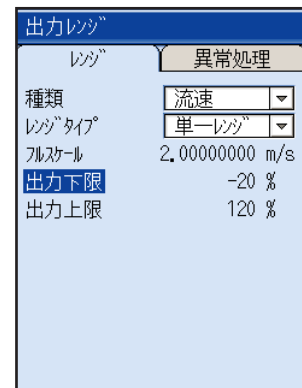 出力ﾚﾝｼﾞ
ﾚﾝｼﾞ 異常処理
種類 流速
ﾚﾝｼﾞﾀｲﾌﾟ 単一ﾚﾝｼﾞ
ﾌﾙｽｹｰﾙ 2.00000000 m/s
出力下限 -20 %
出力上限 120 %